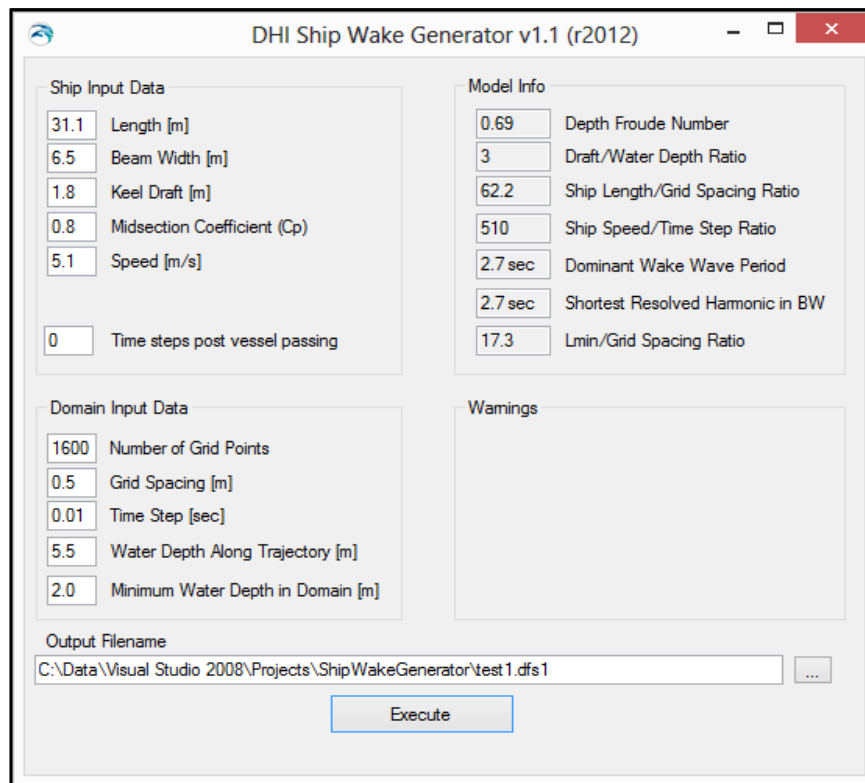 DHI Ship Wake Generator v1.1 (r2012)
Ship Input Data
31.1 Length [m]
6.5 Beam Width [m]
1.8 Keel Draft [m]
0.8 Midsection Coefficient (Cp)
5.1 Speed [m/s]
0 Time steps post vessel passing
Model Info
0.69 Depth Froude Number
3 Draft/Water Depth Ratio
62.2 Ship Length/Grid Spacing Ratio
510 Ship Speed/Time Step Ratio
2.7 sec Dominant Wake Wave Period
2.7 sec Shortest Resolved Harmonic in BW
17.3 Lmin/Grid Spacing Ratio
Domain Input Data
1600 Number of Grid Points
0.5 Grid Spacing [m]
0.01 Time Step [sec]
5.5 Water Depth Along Trajectory [m]
2.0 Minimum Water Depth in Domain [m]
Warnings
Output Filename
C:\Data\Visual Studio 2008\Projects\ShipWakeGenerator\test1.dfs1
...
Execute